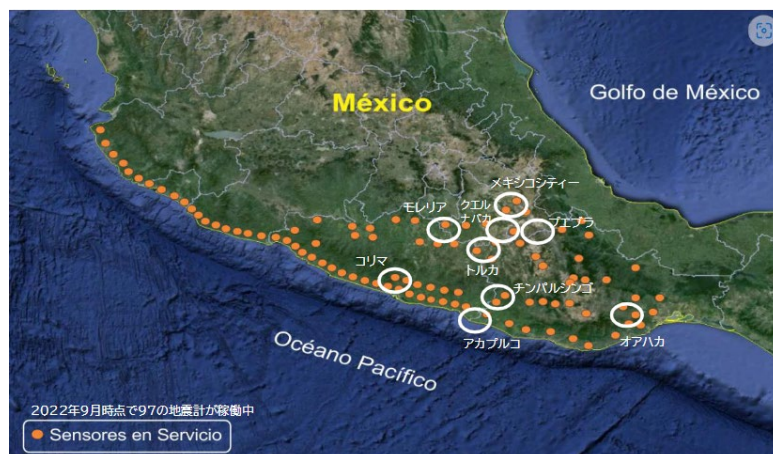 México
Golfo de México
メキシコシティー
モレリア
クエル
ナバカ
プエブラ
トルカ
コリマ
チンパルシンゴ
アカプルコ
オアハカ
Océano Pacífico
2022年9月時点で97の地震計が稼働中
Sensores en Servicio